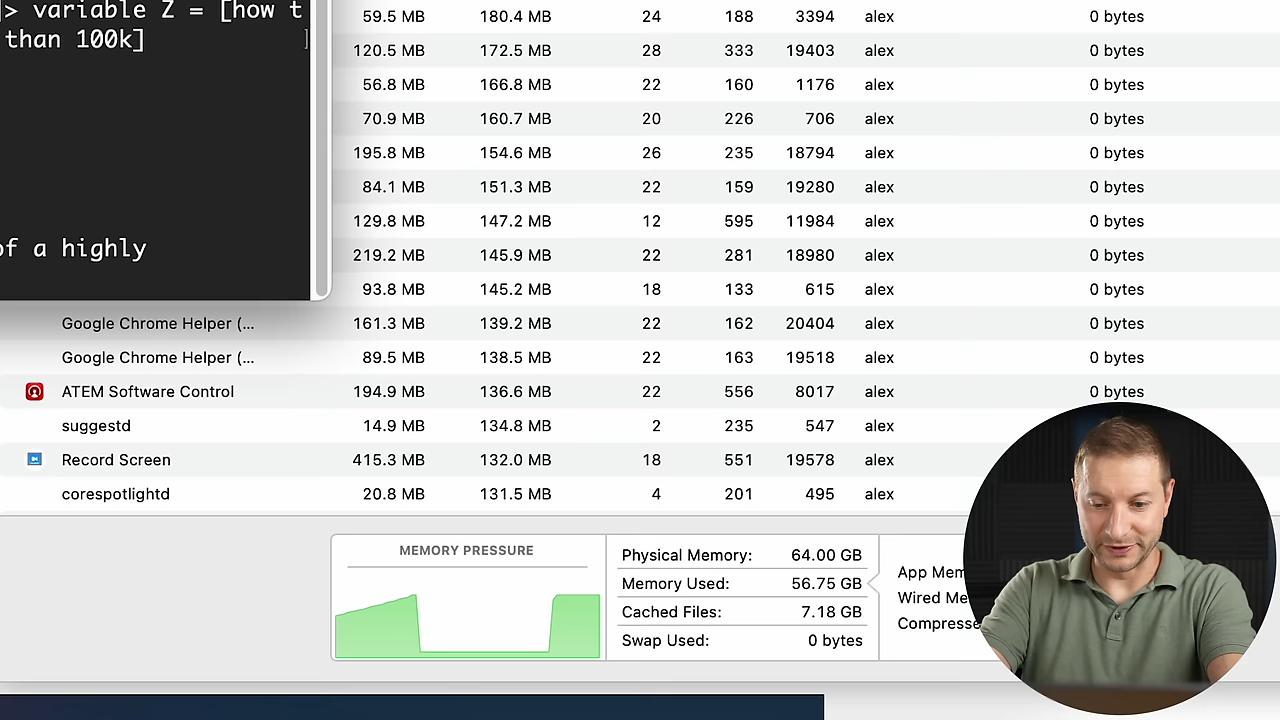 > variable Z = [how t
than 100k]
of a highly
59.5 MB 180.4 MB 24 188 3394 alex 0 bytes
120.5 MB 172.5 MB 28 333 19403 alex 0 bytes
56.8 MB 166.8 MB 22 160 1176 alex 0 bytes
70.9 MB 160.7 MB 20 226 706 alex 0 bytes
195.8 MB 154.6 MB 26 235 18794 alex 0 bytes
84.1 MB 151.3 MB 22 159 19280 alex 0 bytes
129.8 MB 147.2 MB 12 595 11984 alex 0 bytes
219.2 MB 145.9 MB 22 281 18980 alex 0 bytes
93.8 MB 145.2 MB 18 133 615 alex 0 bytes
Google Chrome Helper (... 161.3 MB 139.2 MB 22 162 20404 alex 0 bytes
Google Chrome Helper (... 89.5 MB 138.5 MB 22 163 19518 alex 0 bytes
ATEM Software Control 194.9 MB 136.6 MB 22 556 8017 alex 0 bytes
suggestd 14.9 MB 134.8 MB 2 235 547 alex
Record Screen 415.3 MB 132.0 MB 18 551 19578 alex
corespotlightd 20.8 MB 131.5 MB 4 201 495 alex
MEMORY PRESSURE
Physical Memory: 64.00 GB
Memory Used: 56.75 GB
Cached Files: 7.18 GB
Swap Used: 0 bytes
App Mem
Wired Me
Compresse